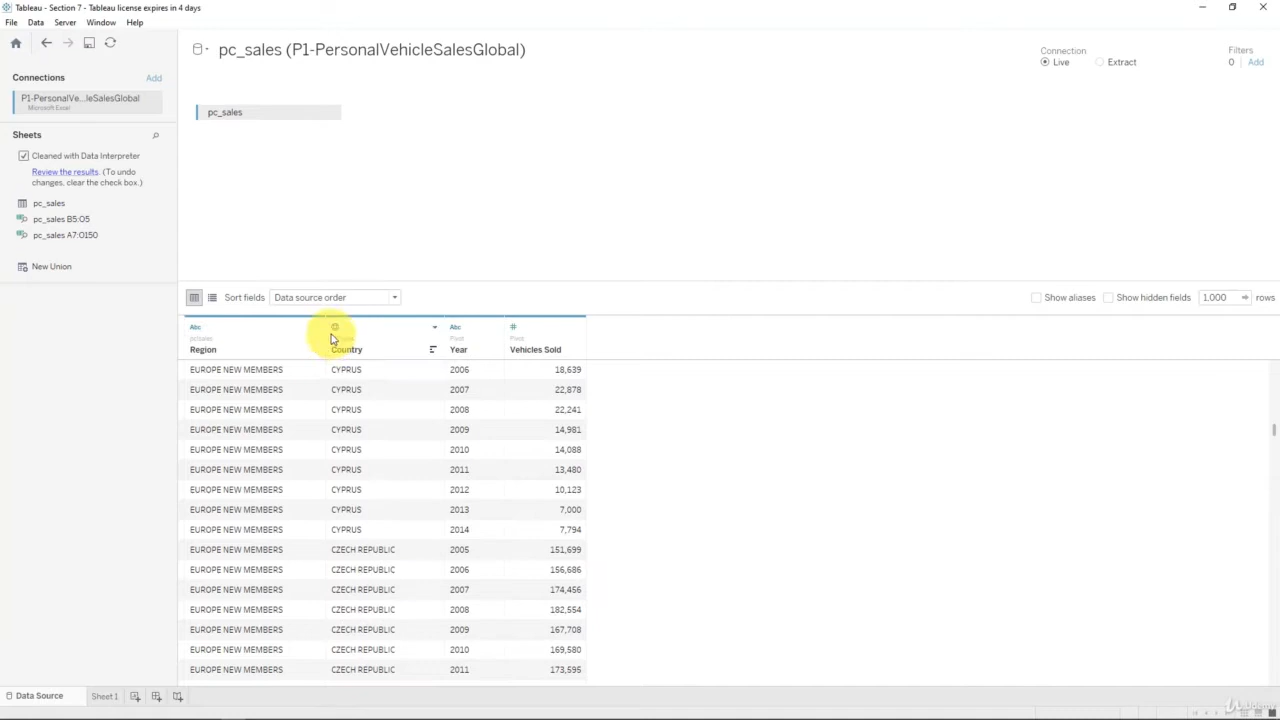 Tableau - Section 7 - Tableau license expires in 4 days
File Data Server Window Help
pc_sales (P1-PersonalVehicleSalesGlobal)
Connection
Live Extract
Filters
0 Add
Connections Add
P1-PersonalVe...leSalesGlobal
Microsoft Excel
pc_sales
Sheets
Cleaned with Data Interpreter
Review the results. (To undo
changes, clear the check box.)
pc_sales
pc_sales B5:O5
pc_sales A7:O150
New Union
Sort fields Data source order Show aliases Show hidden fields 1,000 rows
Abc Abc #
pc!sales Pivot Pivot
Region Country Year Vehicles Sold
EUROPE NEW MEMBERS CYPRUS 2006 18,639
EUROPE NEW MEMBERS CYPRUS 2007 22,878
EUROPE NEW MEMBERS CYPRUS 2008 22,241
EUROPE NEW MEMBERS CYPRUS 2009 14,981
EUROPE NEW MEMBERS CYPRUS 2010 14,088
EUROPE NEW MEMBERS CYPRUS 2011 13,480
EUROPE NEW MEMBERS CYPRUS 2012 10,123
EUROPE NEW MEMBERS CYPRUS 2013 7,000
EUROPE NEW MEMBERS CYPRUS 2014 7,794
EUROPE NEW MEMBERS CZECH REPUBLIC 2005 151,699
EUROPE NEW MEMBERS CZECH REPUBLIC 2006 156,686
EUROPE NEW MEMBERS CZECH REPUBLIC 2007 174,456
EUROPE NEW MEMBERS CZECH REPUBLIC 2008 182,554
EUROPE NEW MEMBERS CZECH REPUBLIC 2009 167,708
EUROPE NEW MEMBERS CZECH REPUBLIC 2010 169,580
EUROPE NEW MEMBERS CZECH REPUBLIC 2011 173,595
Data Source Sheet 1
Udemy